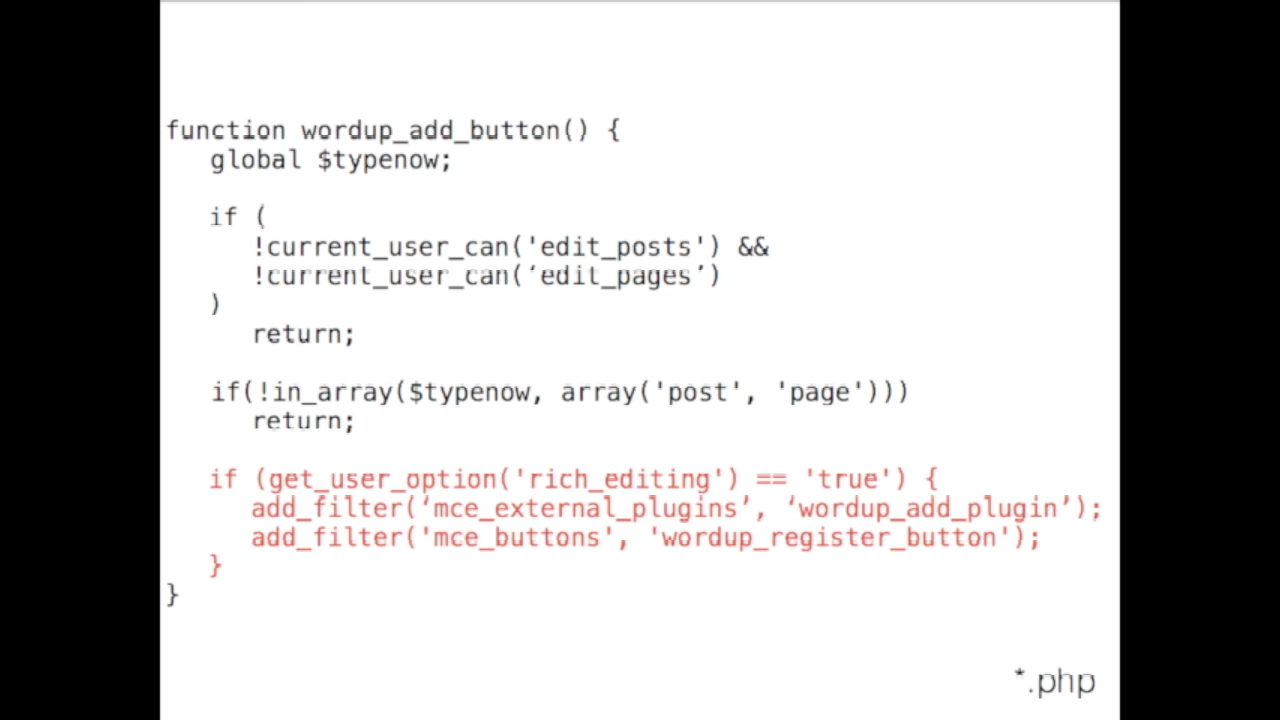 function wordup_add_button() {
global $typenow;
if (
!current_user_can('edit_posts') &&
!current_user_can(‘edit_pages’)
)
return;
if(!in_array($typenow, array('post', 'page')))
return;
if (get_user_option('rich_editing') == 'true') {
add_filter(‘mce_external_plugins’, ‘wordup_add_plugin’);
add_filter('mce_buttons', 'wordup_register_button');
}
}
*.php